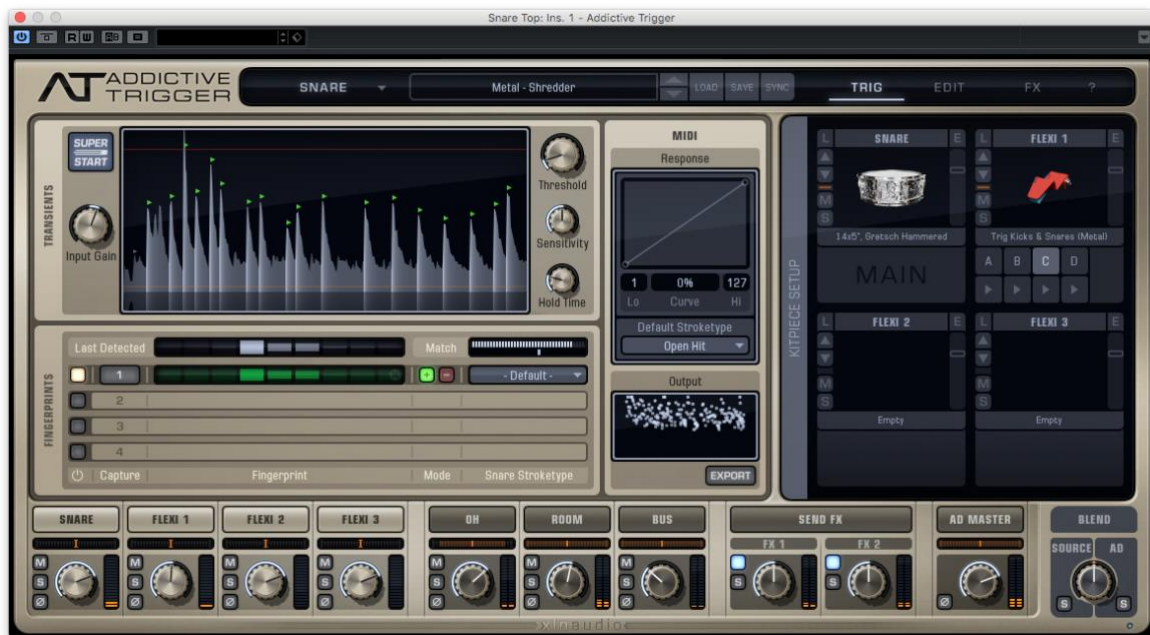 Snare Top: Ins. 1 - Addictive Trigger
R W
AT ADDICTIVE TRIGGER
SNARE
Metal - Shredder
LOAD SAVE SYNC
TRIG EDIT FX ?
TRANSIENTS
SUPER START
Input Gain
Threshold
Sensitivity
Hold Time
MIDI
Response
1 0% 127
Lo Curve Hi
Default Stroketype
Open Hit
Output
EXPORT
FINGERPRINTS
Last Detected
Match
1
+ -
- Default -
2
3
4
Capture Fingerprint Mode Snare Stroketype
KITPIECE SETUP
L SNARE E
M
S
14x5", Gretsch Hammered
MAIN
L FLEXI 1 E
M
S
Trig Kicks & Snares (Metal)
A B C D
L FLEXI 2 E
M
S
Empty
L FLEXI 3 E
M
S
Empty
SNARE FLEXI 1 FLEXI 2 FLEXI 3 OH ROOM BUS SEND FX AD MASTER BLEND
FX 1 FX 2
SOURCE AD
M M M M M M M
S S S S S S S S S S S
Ø Ø Ø Ø Ø Ø Ø Ø
xlnaudio